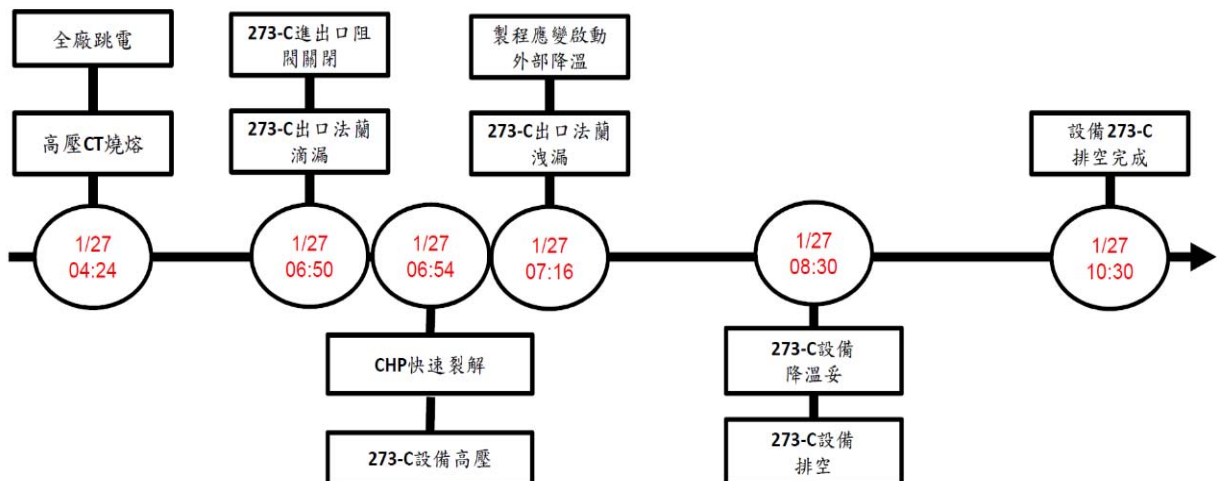 全廠跳電
高壓CT燒熔
1/27
04:24
273-C進出口阻
閥關閉
273-C出口法蘭
滴漏
1/27
06:50
1/27
06:54
CHP快速裂解
273-C設備高壓
製程應變啟動
外部降溫
273-C出口法蘭
洩漏
1/27
07:16
1/27
08:30
273-C設備
降溫妥
273-C設備
排空
設備273-C
排空完成
1/27
10:30